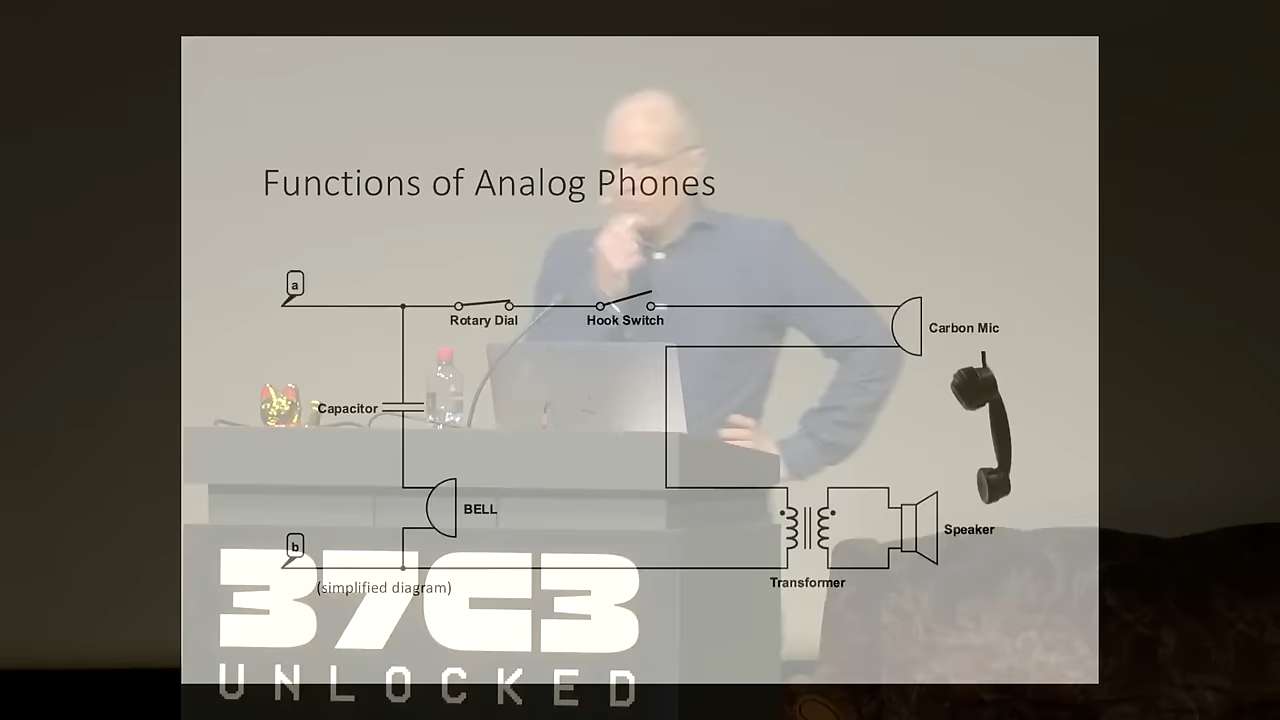 Functions of Analog Phones
a
Rotary Dial
Hook Switch
Carbon Mic
Capacitor
BELL
Speaker
b
(simplified diagram)
Transformer
37C3
UNLOCKED